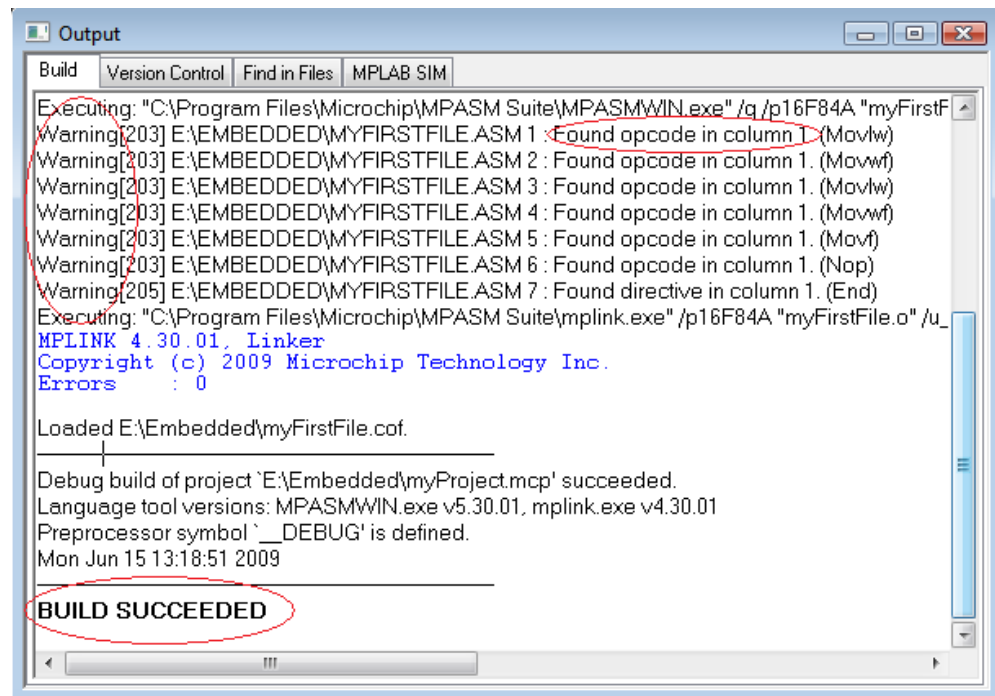 Output
Build Version Control Find in Files MPLAB SIM
Executing: "C:\Program Files\Microchip\MPASM Suite\MPASMWIN.exe" /q /p16F84A "myFirstF
Warning[203] E:\EMBEDDED\MYFIRSTFILE.ASM 1 : Found opcode in column 1. (Movlw)
Warning[203] E:\EMBEDDED\MYFIRSTFILE.ASM 2 : Found opcode in column 1. (Movwf)
Warning[203] E:\EMBEDDED\MYFIRSTFILE.ASM 3 : Found opcode in column 1. (Movlw)
Warning[203] E:\EMBEDDED\MYFIRSTFILE.ASM 4 : Found opcode in column 1. (Movwf)
Warning[203] E:\EMBEDDED\MYFIRSTFILE.ASM 5 : Found opcode in column 1. (Movf)
Warning[203] E:\EMBEDDED\MYFIRSTFILE.ASM 6 : Found opcode in column 1. (Nop)
Warning[205] E:\EMBEDDED\MYFIRSTFILE.ASM 7 : Found directive in column 1. (End)
Executing: "C:\Program Files\Microchip\MPASM Suite\mplink.exe" /p16F84A "myFirstFile.o" /u_
MPLINK 4.30.01, Linker
Copyright (c) 2009 Microchip Technology Inc.
Errors : 0
Loaded E:\Embedded\myFirstFile.cof.
Debug build of project `E:\Embedded\myProject.mcp' succeeded.
Language tool versions: MPASMWIN.exe v5.30.01, mplink.exe v4.30.01
Preprocessor symbol `__DEBUG' is defined.
Mon Jun 15 13:18:51 2009
BUILD SUCCEEDED